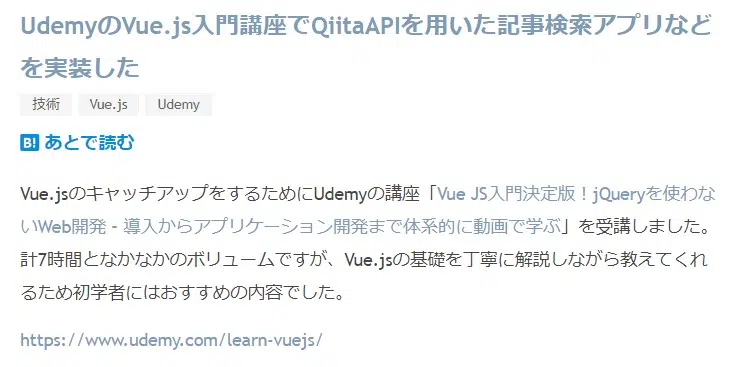 UdemyのVue.js入門講座でQiitaAPIを用いた記事検索アプリなど
を実装した
技術 Vue.js Udemy
B! あとで読む
Vue.jsのキャッチアップをするためにUdemyの講座「Vue JS入門決定版！jQueryを使わな
いWeb開発 - 導入からアプリケーション開発まで体系的に動画で学ぶ」を受講しました。
計7時間となかなかのボリュームですが、Vue.jsの基礎を丁寧に解説しながら教えてくれ
るため初学者にはおすすめの内容でした。
https://www.udemy.com/learn-vuejs/